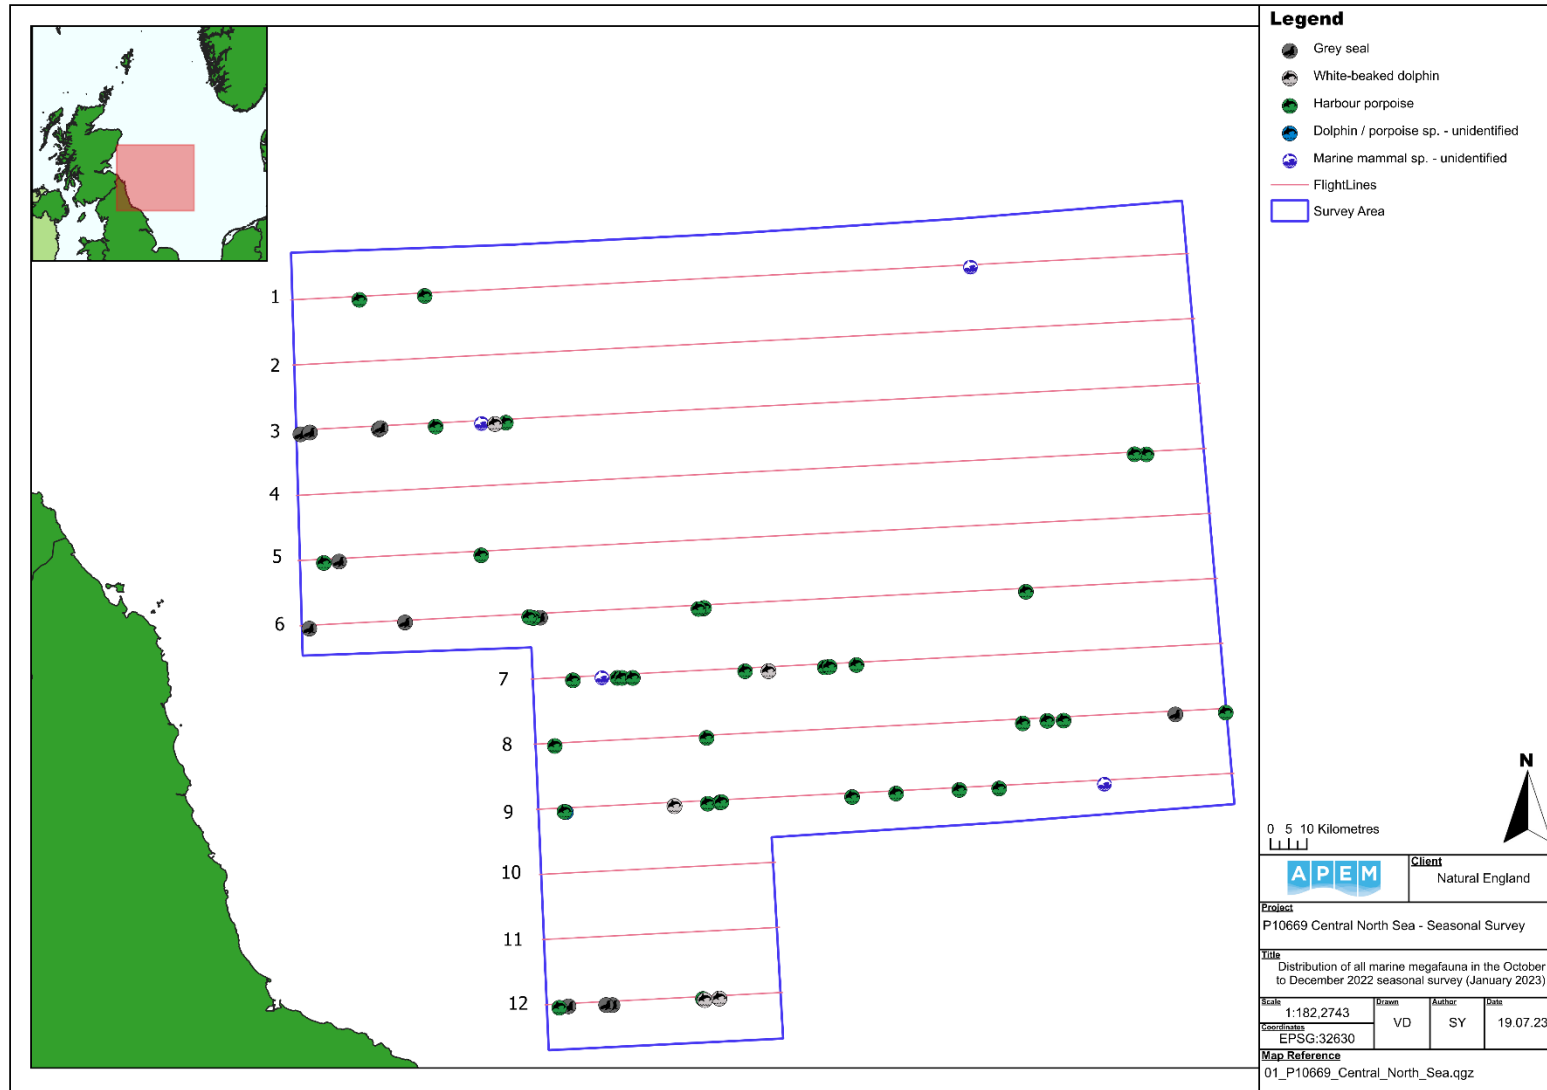 Legend
Grey seal
White-beaked dolphin
Harbour porpoise
Dolphin / porpoise sp. - unidentified
Marine mammal sp. - unidentified
FlightLines
Survey Area
1
2
3
4
5
6
7
8
9
10
11
12
N
0 5 10 Kilometres
APEM
Client
Natural England
Project
P10669 Central North Sea - Seasonal Survey
Title
Distribution of all marine megafauna in the October
to December 2022 seasonal survey (January 2023)
Scale
1:182,2743
Coordinates
EPSG:32630
Drawn
VD
Author
SY
Date
19.07.23
Map Reference
01_P10669_Central_North_Sea.qgz